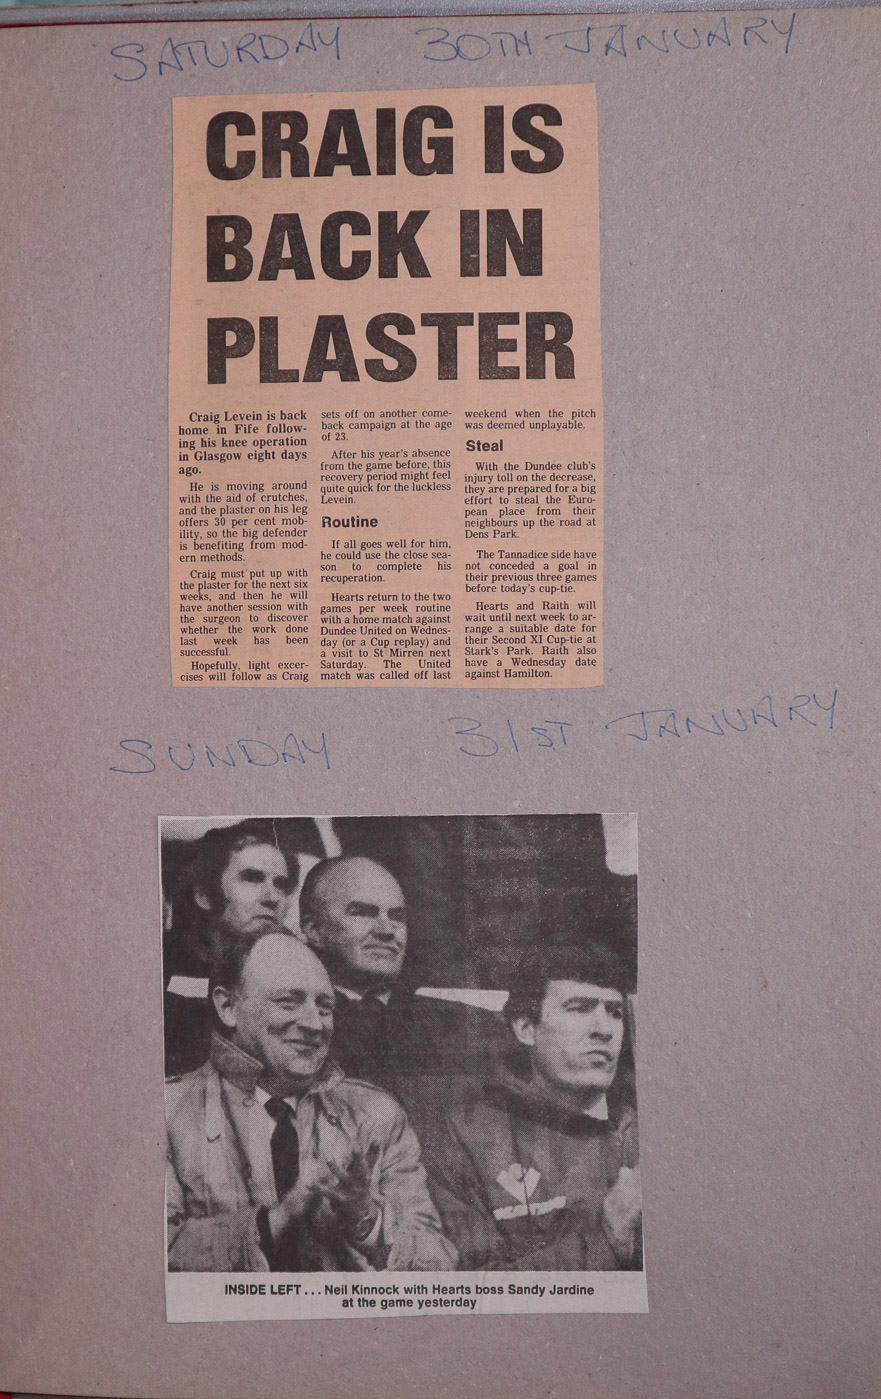 SATURDAY 30TH JANUARY
CRAIG IS
BACK IN
PLASTER
Craig Levein is back
home in Fife follow-
ing his knee operation
in Glasgow eight days
ago.
He is moving around
with the aid of crutches,
and the plaster on his leg
offers 30 per cent mob-
ility, so the big defender
is benefiting from mod-
ern methods.
Craig must put up with
the plaster for the next six
weeks, and then he will
have another session with
the surgeon to discover
whether the work done
last week has been
successful.
Hopefully, light exer-
cises will follow as Craig
sets off on another come-
back campaign at the age
of 23.
After his year's absence
from the game before, this
recovery period might feel
quite quick for the luckless
Levein.
Routine
If all goes well for him,
he could use the close sea-
son to complete his
recuperation.
Hearts return to the two
games per week routine
with a home match against
Dundee United on Wednes-
day (or a Cup replay) and
a visit to St Mirren next
Saturday. The United
match was called off last
weekend when the pitch
was deemed unplayable.
Steal
With the Dundee club's
injury toll on the decrease,
they are prepared for a big
effort to steal the Euro-
pean place from their
neighbours up the road at
Dens Park.
The Tannadice side have
not conceded a goal in
their previous three games
before today's cup-tie.
Hearts and Raith will
wait until next week to ar-
range a suitable date for
their Second XI Cup-tie at
Stark's Park. Raith also
have a Wednesday date
against Hamilton.
SUNDAY 31ST JANUARY
INSIDE LEFT . . . Neil Kinnock with Hearts boss Sandy Jardine
at the game yesterday